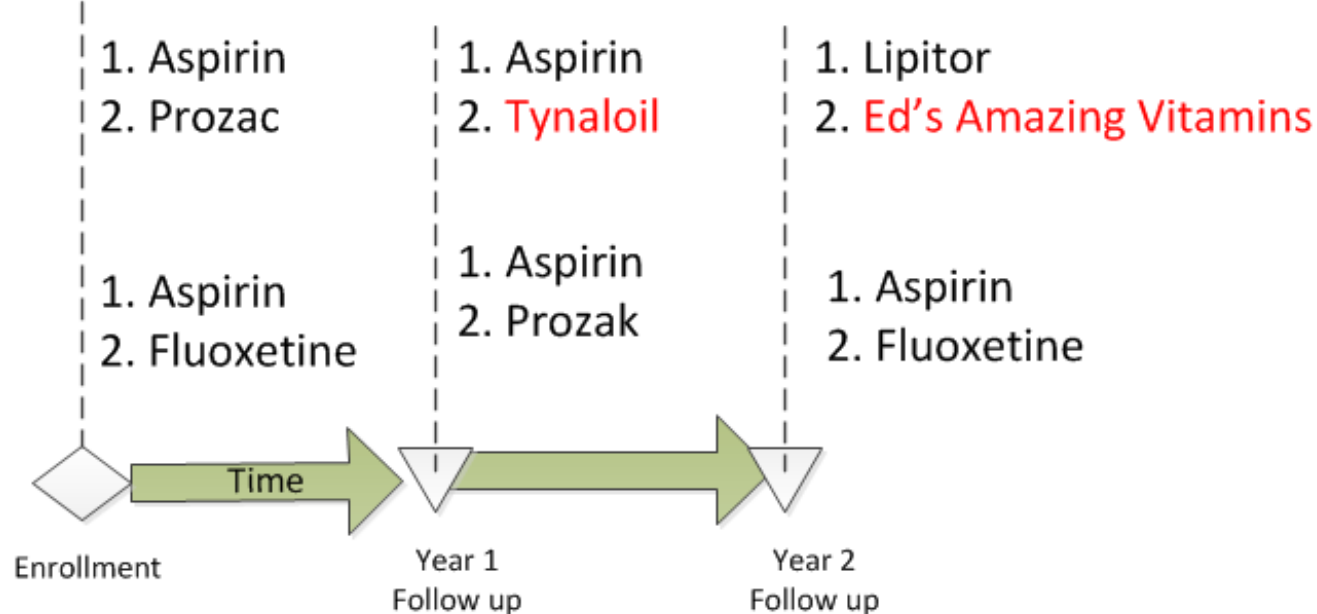 1. Aspirin
2. Prozac
1. Aspirin
2. Tynaloil
1. Lipitor
2. Ed's Amazing Vitamins
1. Aspirin
2. Fluoxetine
1. Aspirin
2. Prozak
1. Aspirin
2. Fluoxetine
Time
Enrollment
Year 1
Follow up
Year 2
Follow up